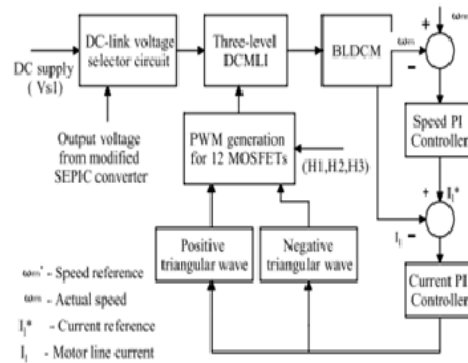 DC-link voltage
selector circuit
Three-level
DCMLI
BLDCM
ωm
+
ωm*
−
DC supply
( Vs1)
Speed PI
Controller
Output voltage
from modified
SEPIC converter
PWM generation
for 12 MOSFETs
(H1,H2,H3)
+
I₁*
I₁
−
Positive
triangular wave
Negative
triangular wave
Current PI
Controller
ωm* - Speed reference
ωm - Actual speed
I₁* - Current reference
I₁ - Motor line current